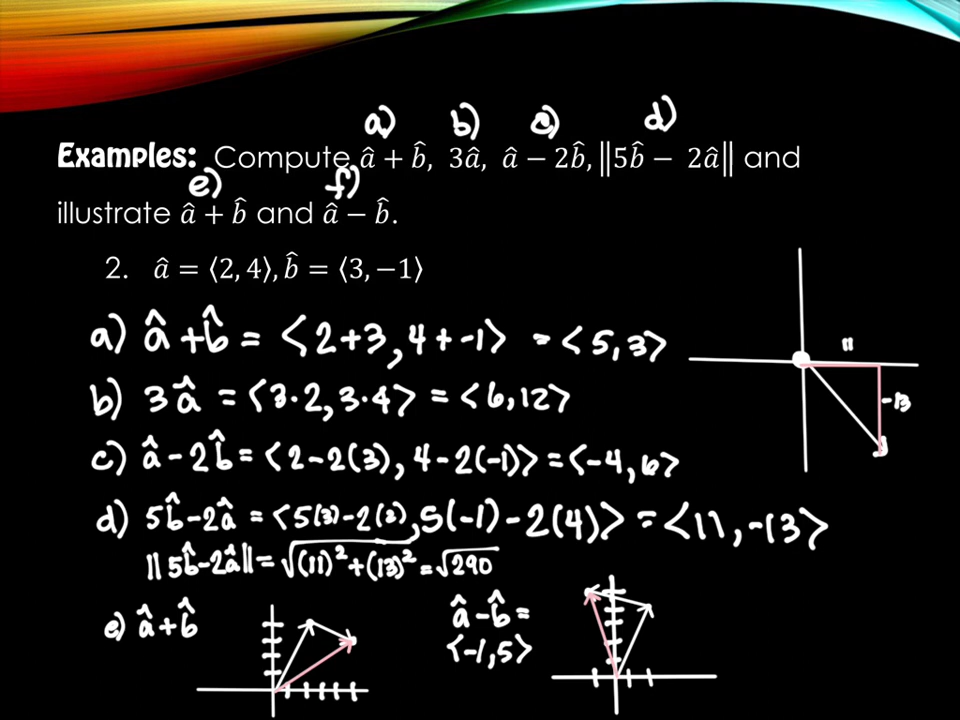 a) b) c) d)
Examples: Compute â + b̂, 3â, â − 2b̂, ‖5b̂ − 2â‖ and
e) f)
illustrate â + b̂ and â − b̂.
2. â = ⟨2, 4⟩, b̂ = ⟨3, −1⟩
a) â + b̂ = ⟨2+3, 4+-1⟩ = ⟨5, 3⟩
b) 3â = ⟨3·2, 3·4⟩ = ⟨6, 12⟩
c) â − 2b̂ = ⟨2−2(3), 4−2(-1)⟩ = ⟨-4, 6⟩
d) 5b̂ − 2â = ⟨5(3)−2(2), 5(-1)−2(4)⟩ = ⟨11, -13⟩
‖5b̂−2â‖ = √(11)²+(13)² = √290
11
-13
e) â + b̂
â − b̂ =
⟨-1, 5⟩